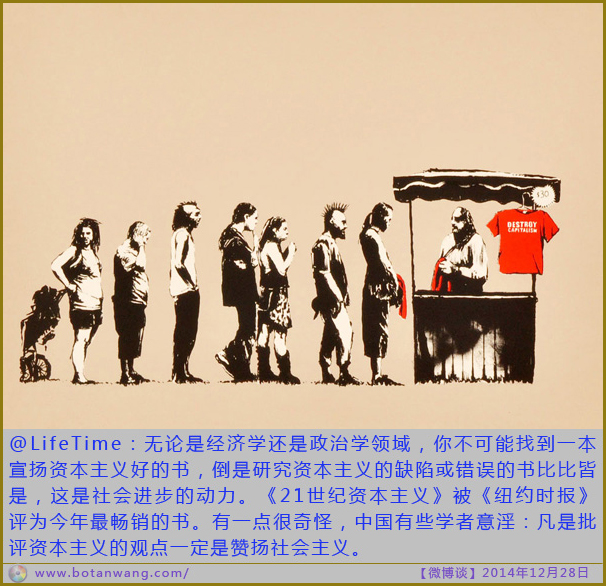 $30
DESTROY
CAPITALISM
@LifeTime：无论是经济学还是政治学领域，你不可能找到一本
宣扬资本主义好的书，倒是研究资本主义的缺陷或错误的书比比皆
是，这是社会进步的动力。《21世纪资本主义》被《纽约时报》
评为今年最畅销的书。有一点很奇怪，中国有些学者意淫：凡是批
评资本主义的观点一定是赞扬社会主义。
www.botanwang.com/ 【微博谈】2014年12月28日